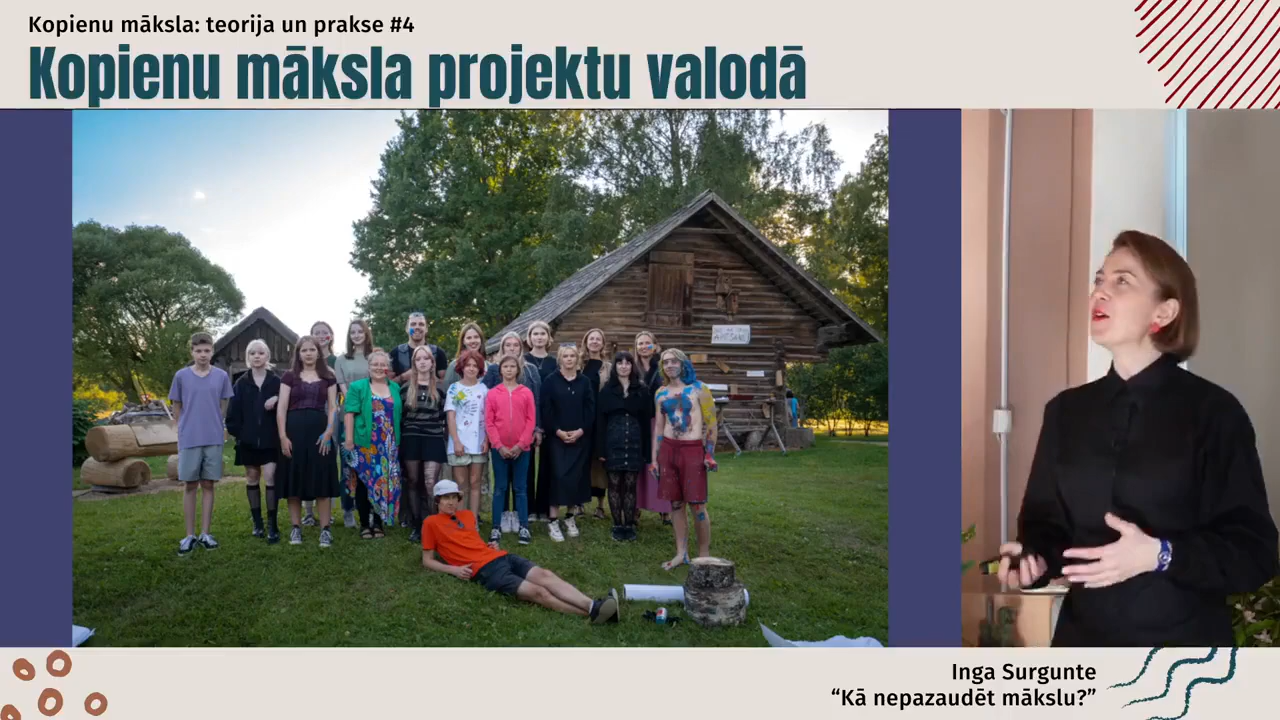 Kopienu māksla: teorija un prakse #4
Kopienu māksla projektu valodā
Inga Surgunte
“Kā nepazaudēt mākslu?”